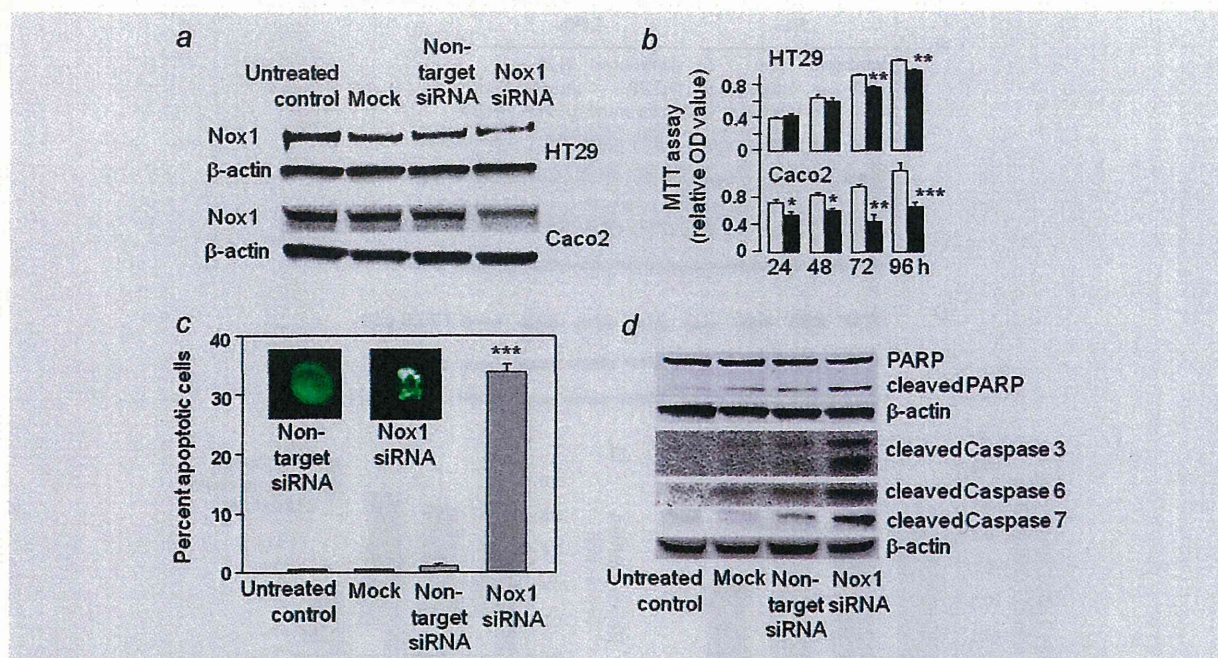 a
Untreated control
Mock
Non-target siRNA
Nox1 siRNA
Nox1
β-actin
HT29
Nox1
β-actin
Caco2
b
MTT assay
(relative OD value)
HT29
0.8
0.4
0
**
**
Caco2
0.8
0.4
0
*
*
**
***
24 48 72 96 h
c
Percent apoptotic cells
40
30
20
10
0
***
Non-
target
siRNA
Nox1
siRNA
Untreated
control
Mock
Non-
target
siRNA
Nox1
siRNA
d
PARP
cleaved PARP
β-actin
cleaved Caspase 3
cleaved Caspase 6
cleaved Caspase 7
β-actin
Untreated
control
Mock
Non-
target
siRNA
Nox1
siRNA